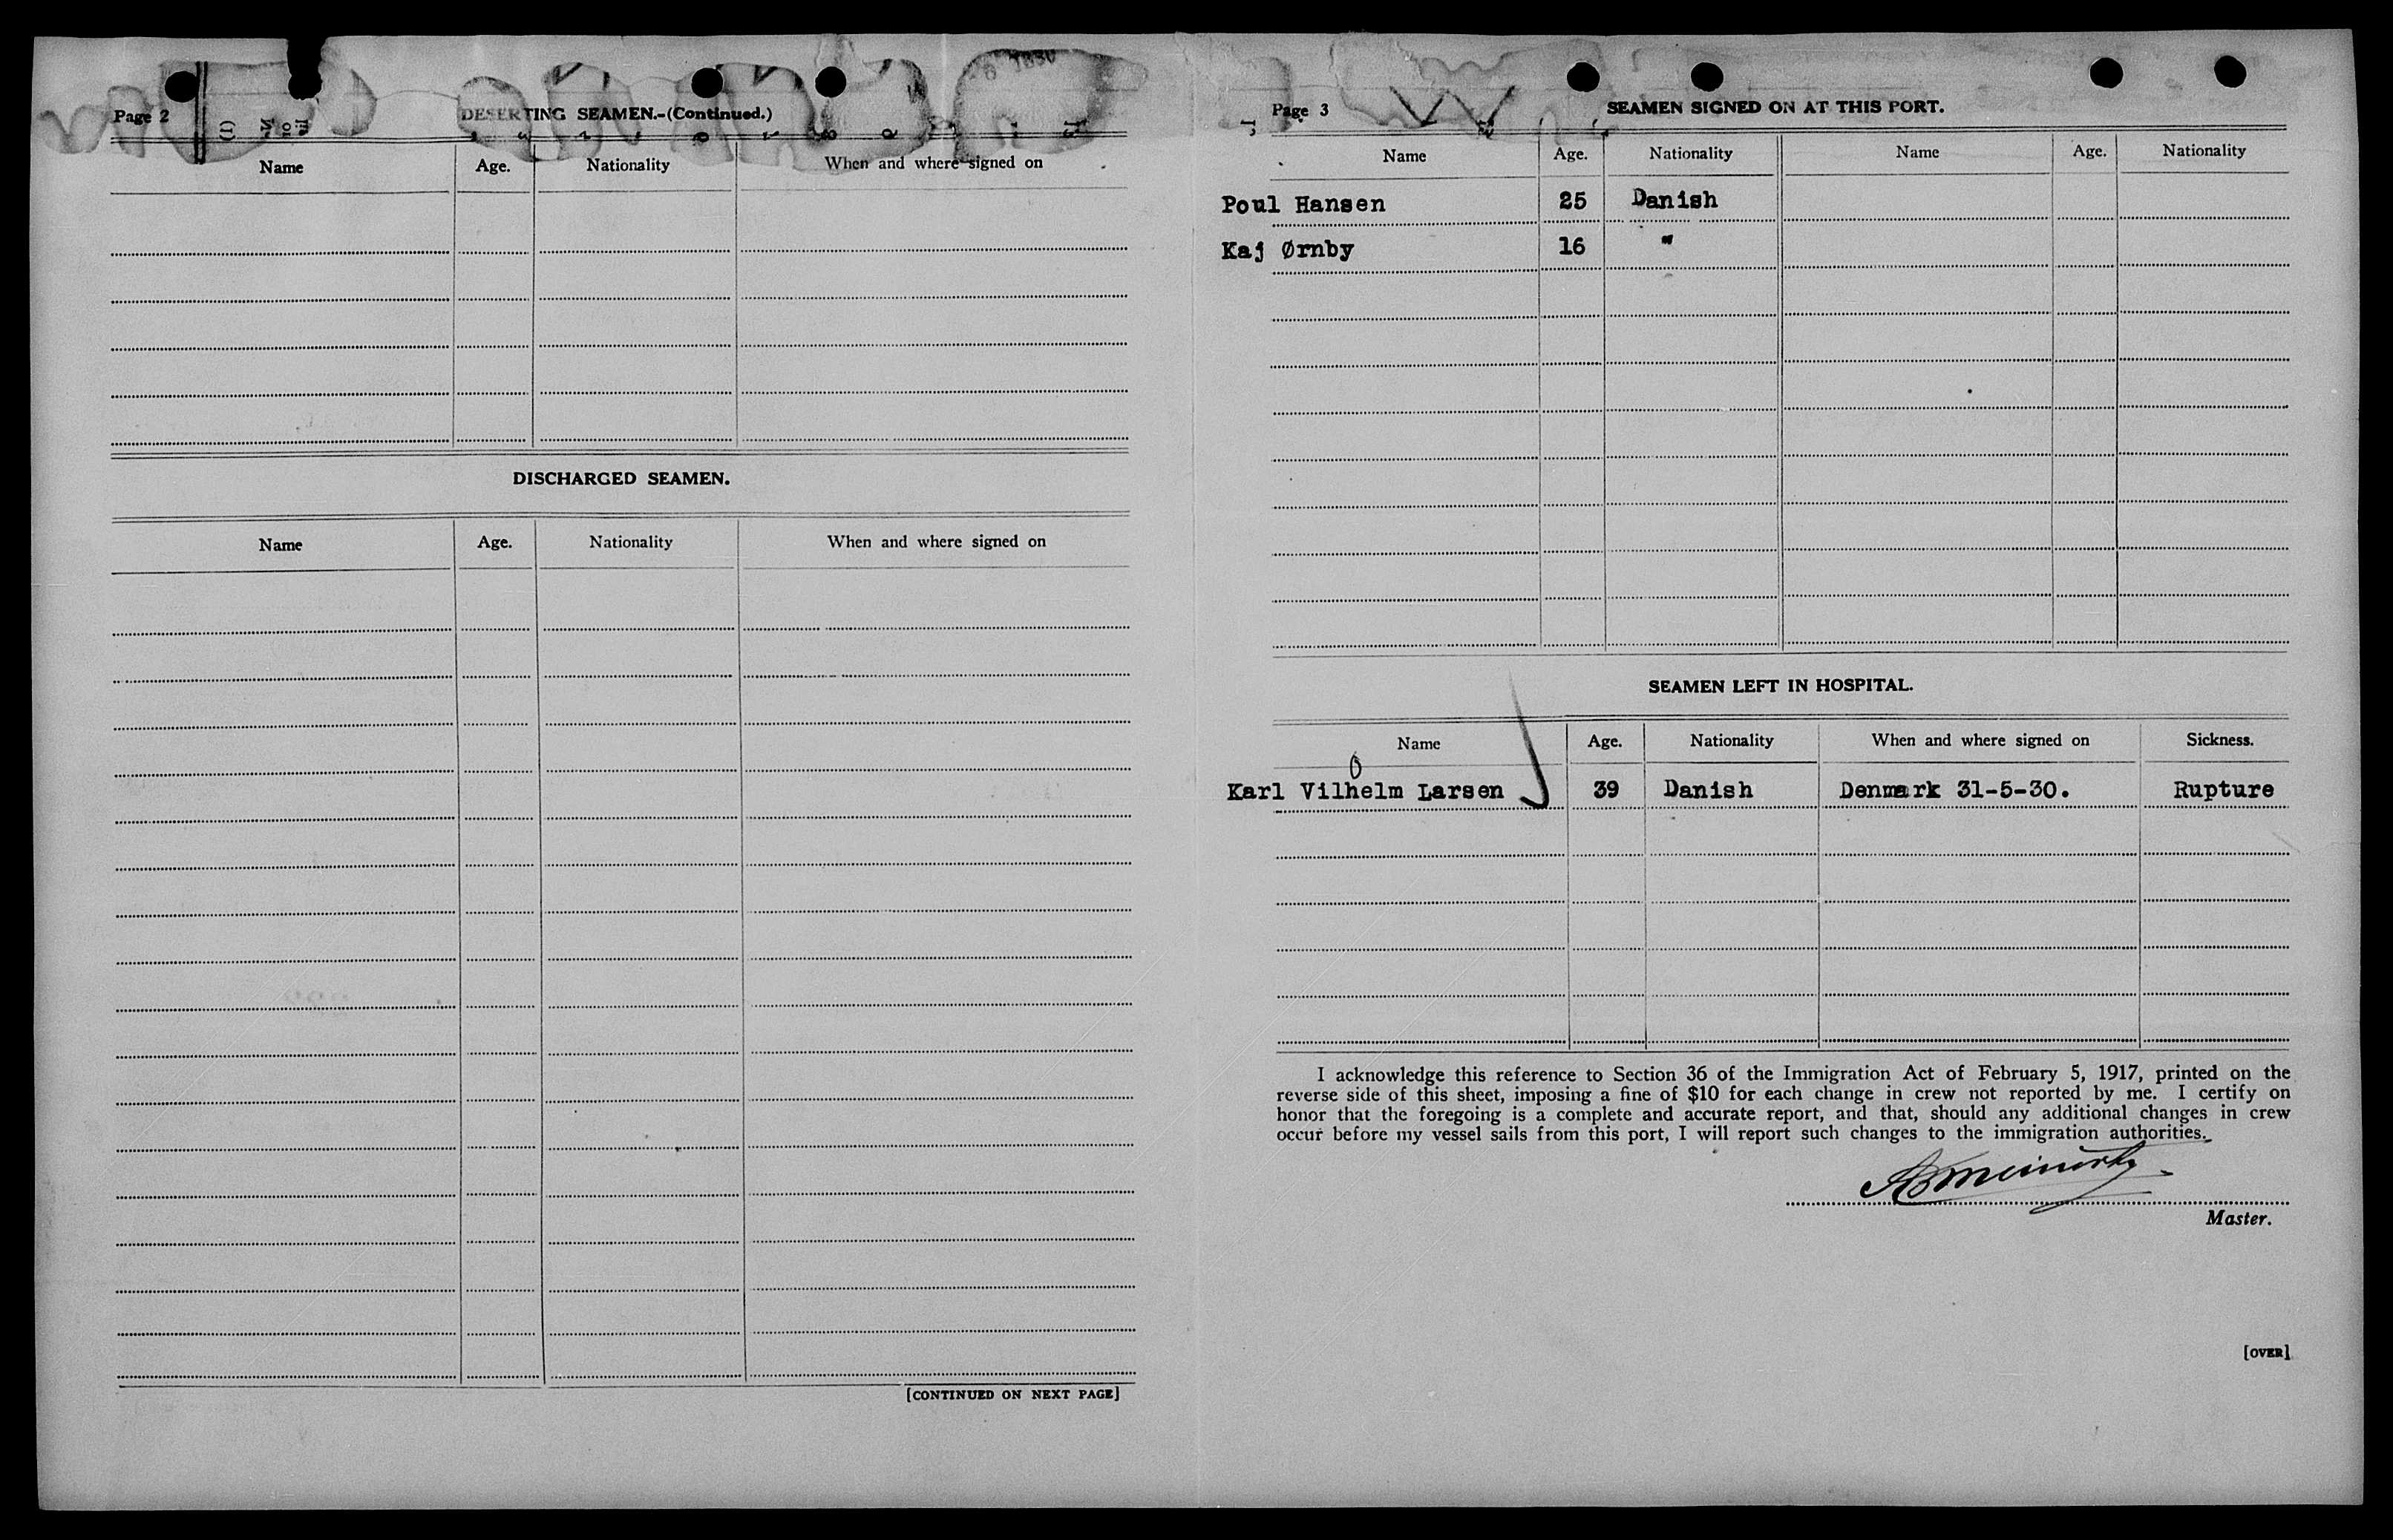 Page 2
DESERTING SEAMEN.-(Continued.)
Name Age. Nationality When and where signed on
DISCHARGED SEAMEN.
Name Age. Nationality When and where signed on
[CONTINUED ON NEXT PAGE]
Page 3
SEAMEN SIGNED ON AT THIS PORT.
Name Age. Nationality Name Age. Nationality
Poul Hansen 25 Danish
Kaj Ørnby 16 "
SEAMEN LEFT IN HOSPITAL.
Name Age. Nationality When and where signed on Sickness.
Karl Vilhelm Larsen 39 Danish Denmark 31-5-30. Rupture
I acknowledge this reference to Section 36 of the Immigration Act of February 5, 1917, printed on the
reverse side of this sheet, imposing a fine of $10 for each change in crew not reported by me. I certify on
honor that the foregoing is a complete and accurate report, and that, should any additional changes in crew
occur before my vessel sails from this port, I will report such changes to the immigration authorities.
Master.
[OVER]